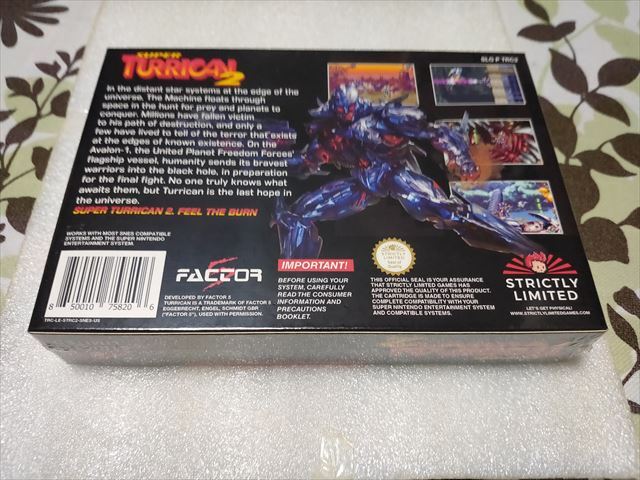 SUPER
TURRICAN 2
SLG P TRC2
In the distant star systems at the edge of the
universe. The Machine floats through
space in the hunt for prey and planets to
conquer. Millions have fallen victim
to his path of destruction, and only a
few have lived to tell of the terror that exists
at the edges of known existence. On the
Avalon-1, the United Planet Freedom Forces'
flagship vessel, humanity sends its bravest
warriors into the black hole, in preparation
for the final fight. No one truly knows what
awaits them, but Turrican is the last hope in
the universe.
SUPER TURRICAN 2. FEEL THE BURN
WORKS WITH MOST SNES COMPATIBLE
SYSTEMS AND THE SUPER NINTENDO
ENTERTAINMENT SYSTEM.
8 50010 75820 6
TRC-LE-STRC2-SNES-US
FACTOR 5
DEVELOPED BY FACTOR 5
TURRICAN IS A TRADEMARK OF FACTOR 5
EGGEBRECHT, ENGEL, SCHMIDT GBR
("FACTOR 5"), USED WITH PERMISSION.
IMPORTANT!
BEFORE USING YOUR
SYSTEM, CAREFULLY
READ THE CONSUMER
INFORMATION AND
PRECAUTIONS
BOOKLET.
STRICTLY
LIMITED
Seal of
Quality
THIS OFFICIAL SEAL IS YOUR ASSURANCE
THAT STRICTLY LIMITED GAMES HAS
APPROVED THE QUALITY OF THIS PRODUCT.
THE CARTRIDGE IS MADE TO ENSURE
COMPLETE COMPATIBILITY WITH YOUR
SUPER NINTENDO ENTERTAINMENT SYSTEM
AND COMPATIBLE SYSTEMS.
STRICTLY
LIMITED
LET'S GET PHYSICAL!
WWW.STRICTLYLIMITEDGAMES.COM